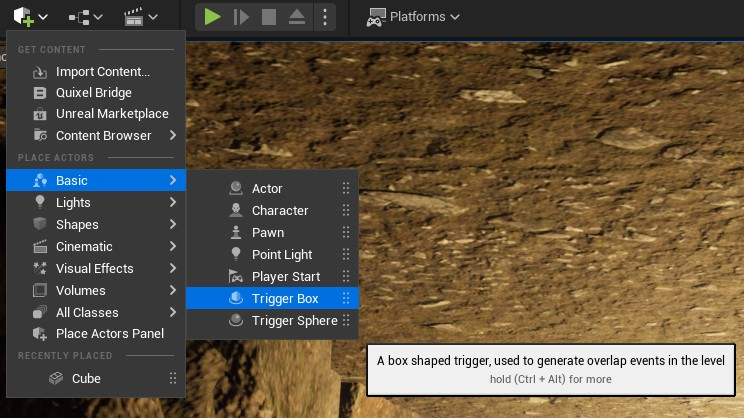 Platforms
GET CONTENT
Import Content...
Quixel Bridge
Unreal Marketplace
Content Browser
PLACE ACTORS
Basic
Lights
Shapes
Cinematic
Visual Effects
Volumes
All Classes
Place Actors Panel
RECENTLY PLACED
Cube
Actor
Character
Pawn
Point Light
Player Start
Trigger Box
Trigger Sphere
A box shaped trigger, used to generate overlap events in the level
hold (Ctrl + Alt) for more